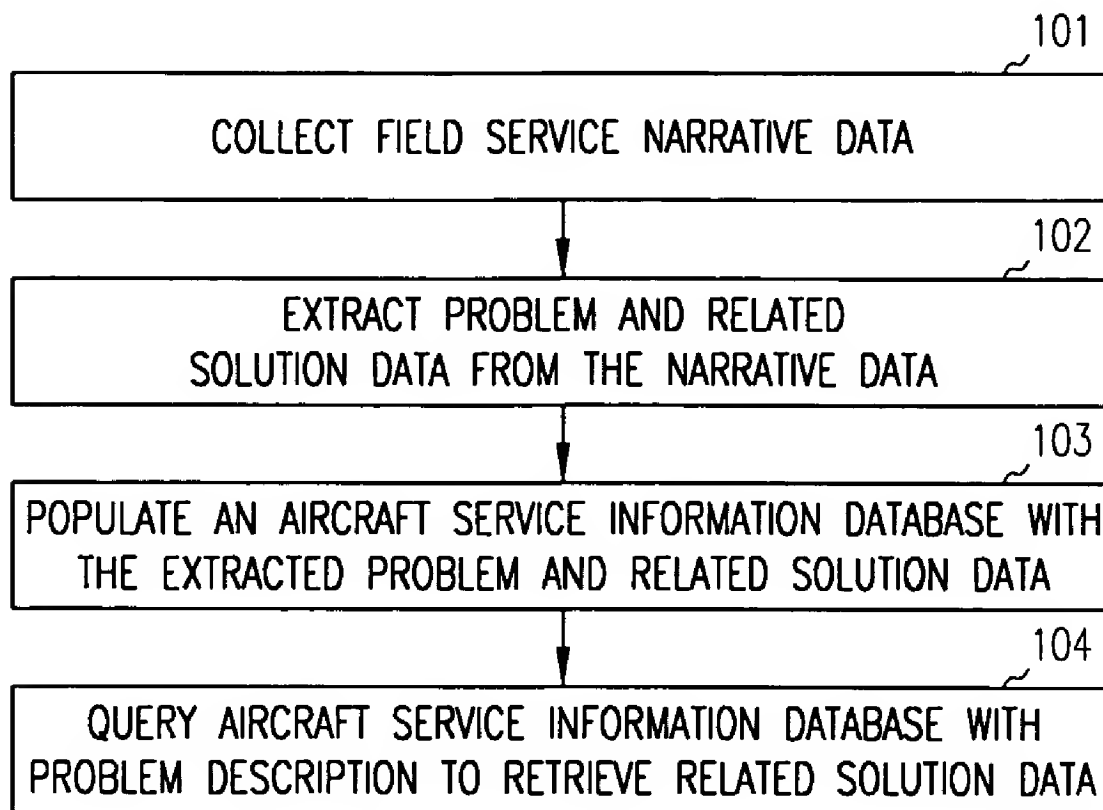 101
COLLECT FIELD SERVICE NARRATIVE DATA
102
EXTRACT PROBLEM AND RELATED
SOLUTION DATA FROM THE NARRATIVE DATA
103
POPULATE AN AIRCRAFT SERVICE INFORMATION DATABASE WITH
THE EXTRACTED PROBLEM AND RELATED SOLUTION DATA
104
QUERY AIRCRAFT SERVICE INFORMATION DATABASE WITH
PROBLEM DESCRIPTION TO RETRIEVE RELATED SOLUTION DATA